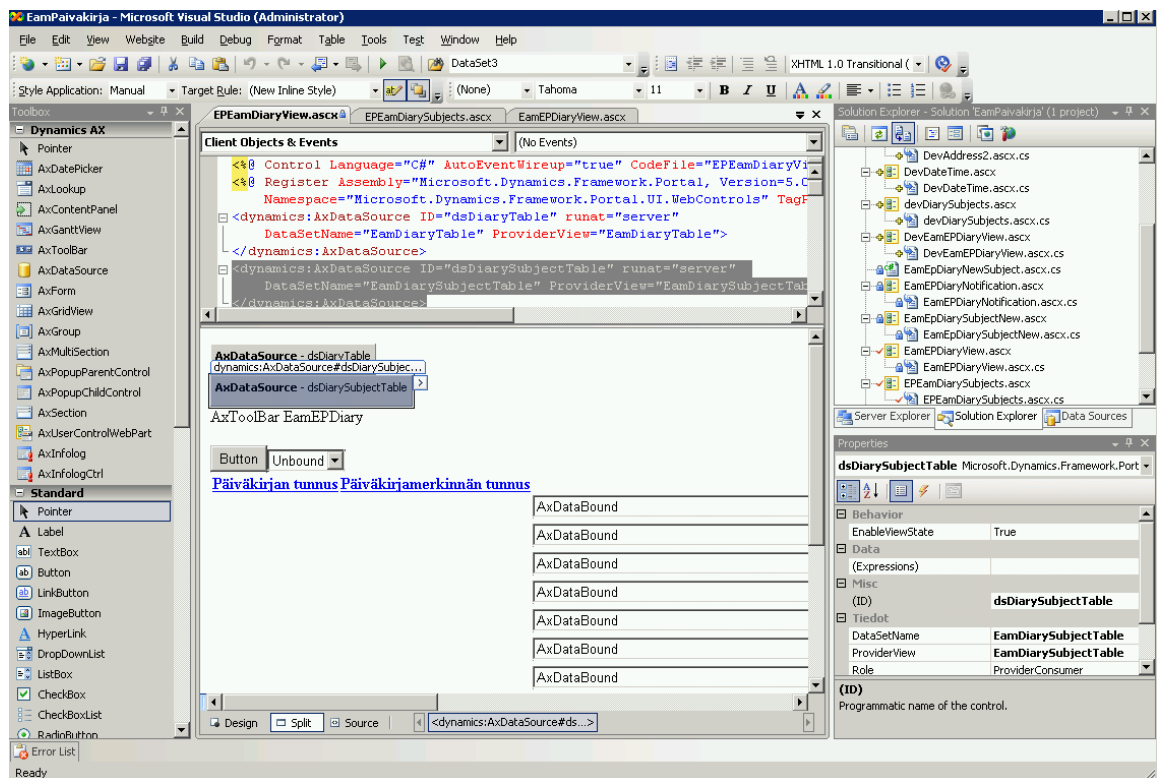 EamPaivakirja - Microsoft Visual Studio (Administrator)
File Edit View Website Build Debug Format Table Tools Test Window Help
DataSet3 XHTML 1.0 Transitional (
Style Application: Manual Target Rule: (New Inline Style) (None) Tahoma 11 B I U
Toolbox
Dynamics AX
Pointer
AxDatePicker
AxLookup
AxContentPanel
AxGanttView
AxToolBar
AxDataSource
AxForm
AxGridView
AxGroup
AxMultiSection
AxPopupParentControl
AxPopupChildControl
AxSection
AxUserControlWebPart
AxInfolog
AxInfologCtrl
Standard
Pointer
A Label
abl TextBox
ab Button
ab LinkButton
ImageButton
A HyperLink
DropDownList
ListBox
CheckBox
CheckBoxList
RadioButton
EPEamDiaryView.ascx EPEamDiarySubjects.ascx EamEPDiaryView.ascx
Client Objects & Events (No Events)
<%@ Control Language="C#" AutoEventWireup="true" CodeFile="EPEamDiaryVi
<%@ Register Assembly="Microsoft.Dynamics.Framework.Portal, Version=5.0
Namespace="Microsoft.Dynamics.Framework.Portal.UI.WebControls" TagP
<dynamics:AxDataSource ID="dsDiaryTable" runat="server"
DataSetName="EamDiaryTable" ProviderView="EamDiaryTable">
</dynamics:AxDataSource>
<dynamics:AxDataSource ID="dsDiarySubjectTable" runat="server"
DataSetName="EamDiarySubjectTable" ProviderView="EamDiarySubjectTab
</dynamics:AxDataSource>
AxDataSource - dsDiaryTable
dynamics:AxDataSource#dsDiarySubjec...
AxDataSource - dsDiarySubjectTable
AxToolBar EamEPDiary
Button Unbound
Päiväkirjan tunnus Päiväkirjamerkinnän tunnus
AxDataBound
AxDataBound
AxDataBound
AxDataBound
AxDataBound
AxDataBound
AxDataBound
Design Split Source <dynamics:AxDataSource#ds...>
Solution Explorer - Solution 'EamPaivakirja' (1 project)
DevAddress2.ascx.cs
DevDateTime.ascx
DevDateTime.ascx.cs
devDiarySubjects.ascx
devDiarySubjects.ascx.cs
DevEamEPDiaryView.ascx
DevEamEPDiaryView.ascx.cs
EamEpDiaryNewSubject.ascx.cs
EamEPDiaryNotification.ascx
EamEPDiaryNotification.ascx.cs
EamEpDiarySubjectNew.ascx
EamEpDiarySubjectNew.ascx.cs
EamEPDiaryView.ascx
EamEPDiaryView.ascx.cs
EPEamDiarySubjects.ascx
EPEamDiarySubjects.ascx.cs
Server Explorer Solution Explorer Data Sources
Properties
dsDiarySubjectTable Microsoft.Dynamics.Framework.Port
Behavior
EnableViewState True
Data
(Expressions)
Misc
(ID) dsDiarySubjectTable
Tiedot
DataSetName EamDiarySubjectTable
ProviderView EamDiarySubjectTable
Role ProviderConsumer
(ID)
Programmatic name of the control.
Error List
Ready